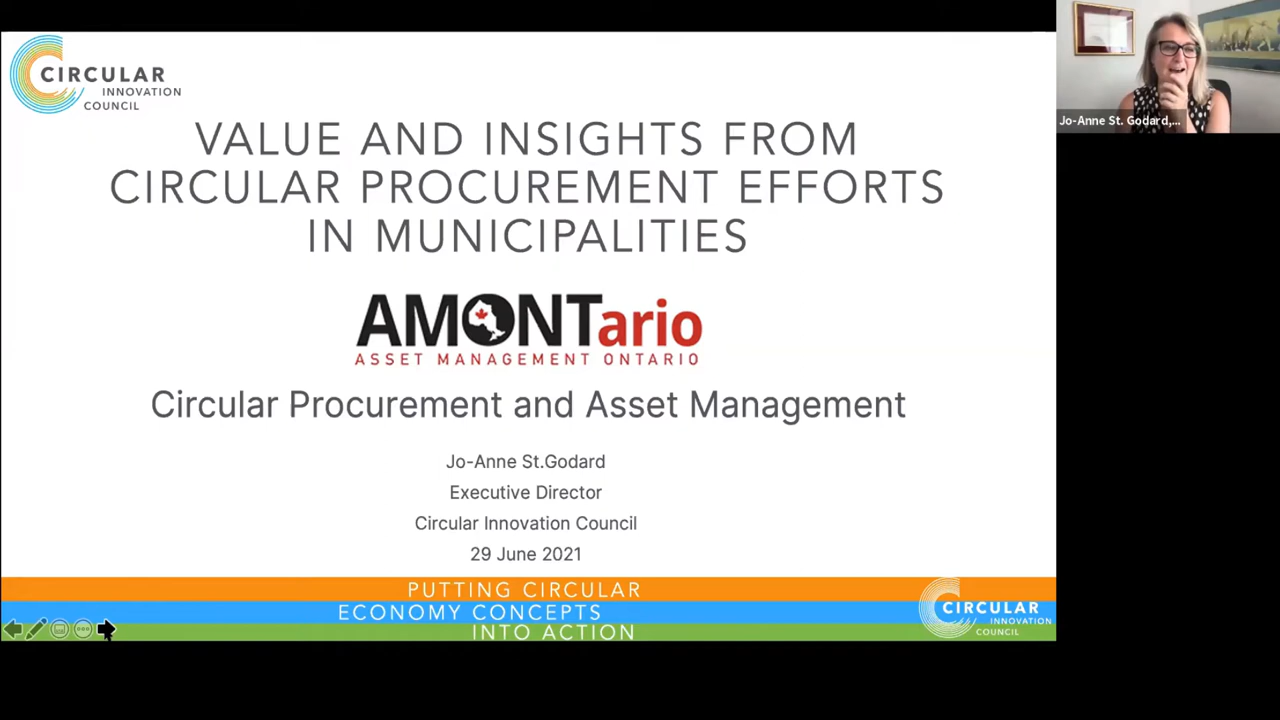 CIRCULAR
INNOVATION
COUNCIL
VALUE AND INSIGHTS FROM
CIRCULAR PROCUREMENT EFFORTS
IN MUNICIPALITIES
AMONTario
ASSET MANAGEMENT ONTARIO
Circular Procurement and Asset Management
Jo-Anne St.Godard
Executive Director
Circular Innovation Council
29 June 2021
PUTTING CIRCULAR
ECONOMY CONCEPTS
INTO ACTION
CIRCULAR
INNOVATION
COUNCIL
Jo-Anne St. Godard,...